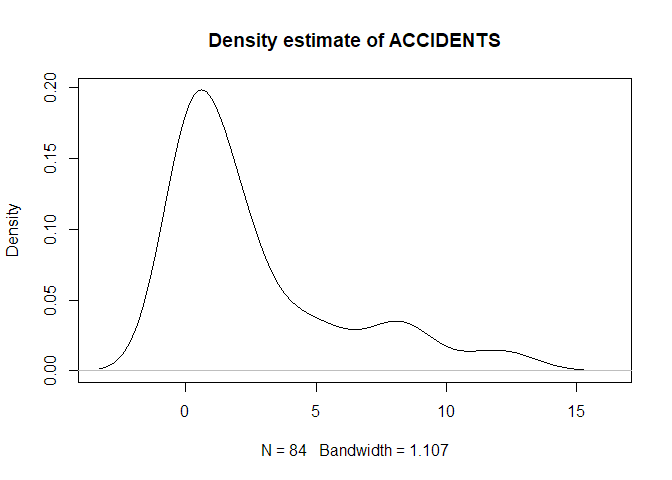 Density estimate of ACCIDENTS
Density
0.20
0.15
0.10
0.05
0.00
0 5 10 15
N = 84 Bandwidth = 1.107